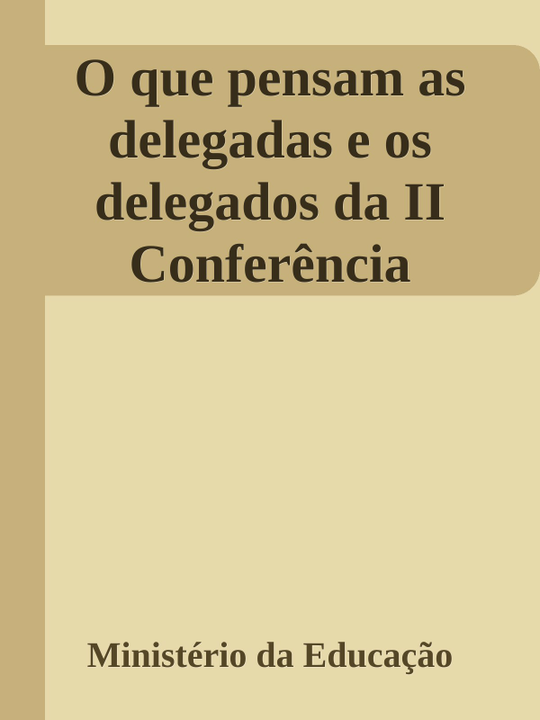 O que pensam as
delegadas e os
delegados da II
Conferência
Ministério da Educação